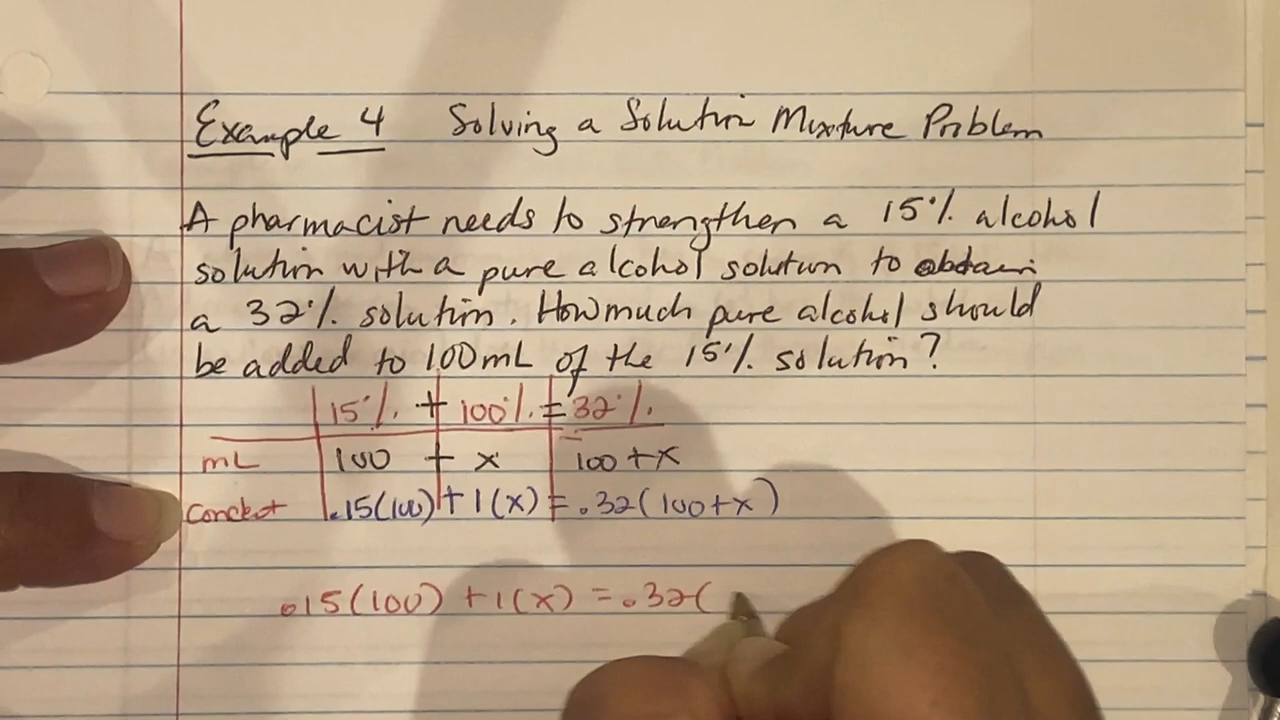 Example 4 Solving a Solution Mixture Problem
A pharmacist needs to strengthen a 15% alcohol
solution with a pure alcohol solution to obtain
a 32% solution. How much pure alcohol should
be added to 100mL of the 15% solution?
15% + 100% = 32%
mL 100 + x 100 + x
.15(100) + 1(x) = .32(100+x)
.15(100) + 1(x) = .32(